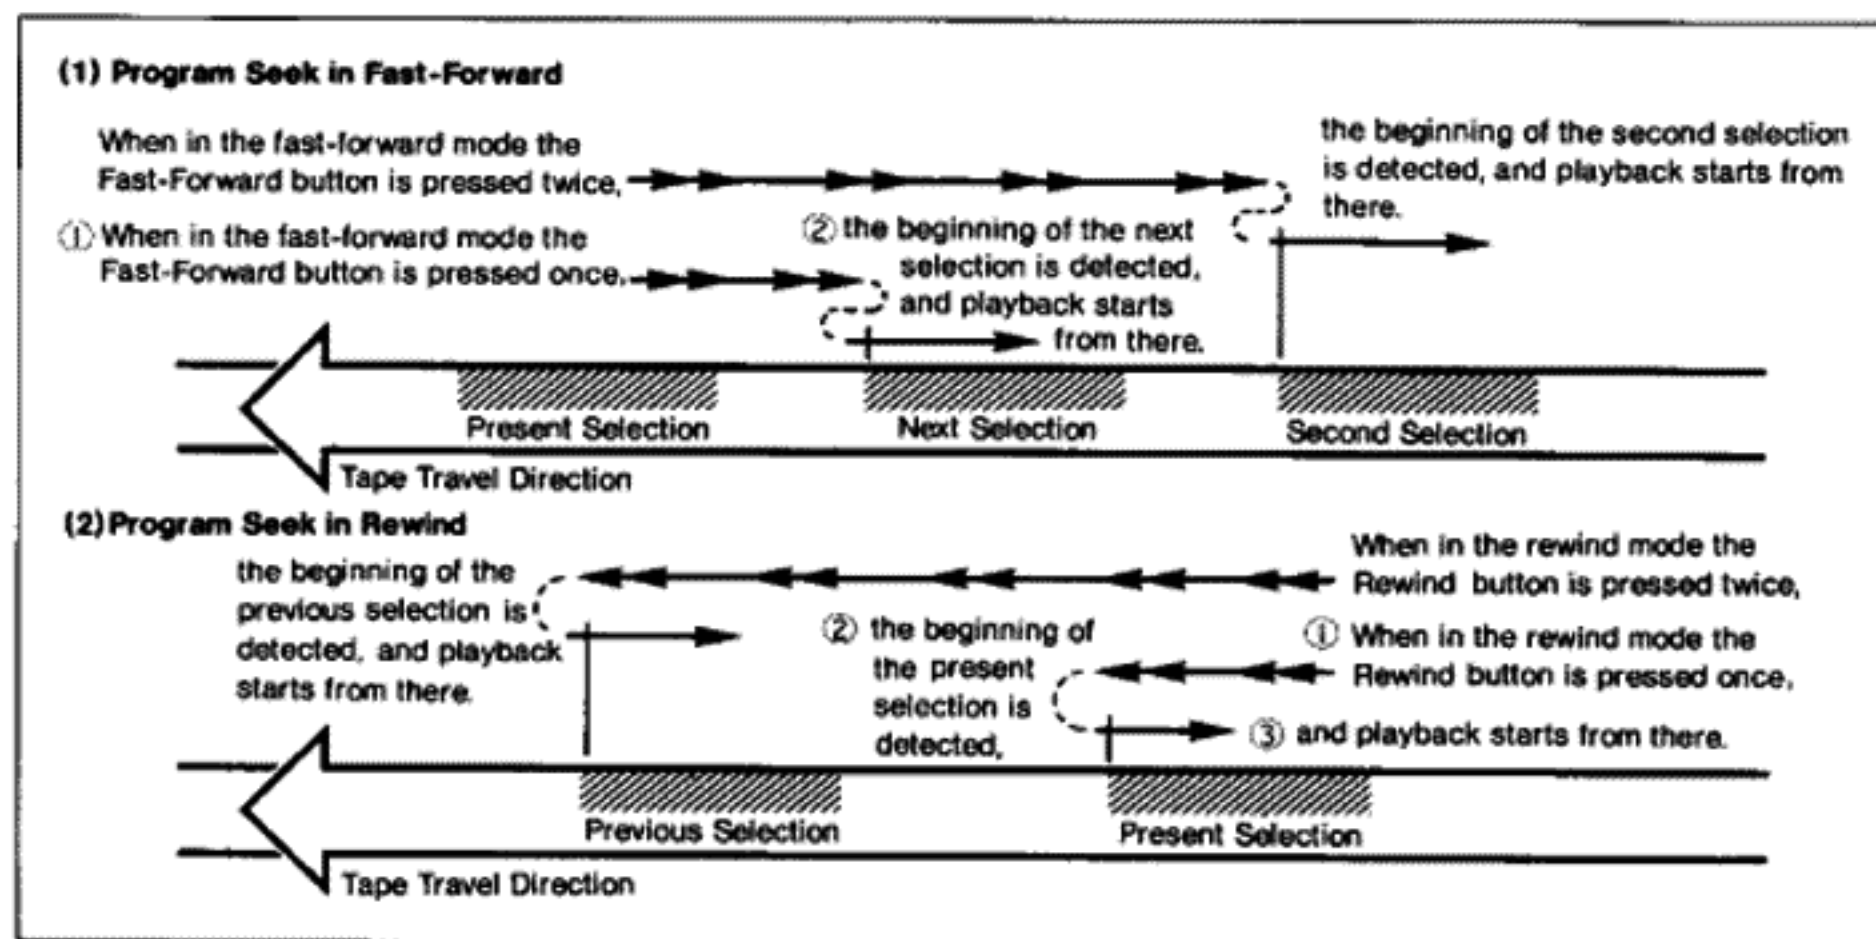 (1) Program Seek in Fast-Forward
When in the fast-forward mode the
Fast-Forward button is pressed twice,
the beginning of the second selection
is detected, and playback starts from
there.
① When in the fast-forward mode the
Fast-Forward button is pressed once,
② the beginning of the next
selection is detected,
and playback starts
from there.
Present Selection
Next Selection
Second Selection
Tape Travel Direction
(2) Program Seek in Rewind
When in the rewind mode the
Rewind button is pressed twice,
the beginning of the
previous selection is
detected, and playback
starts from there.
① When in the rewind mode the
Rewind button is pressed once,
② the beginning of
the present
selection is
detected,
③ and playback starts from there.
Previous Selection
Present Selection
Tape Travel Direction